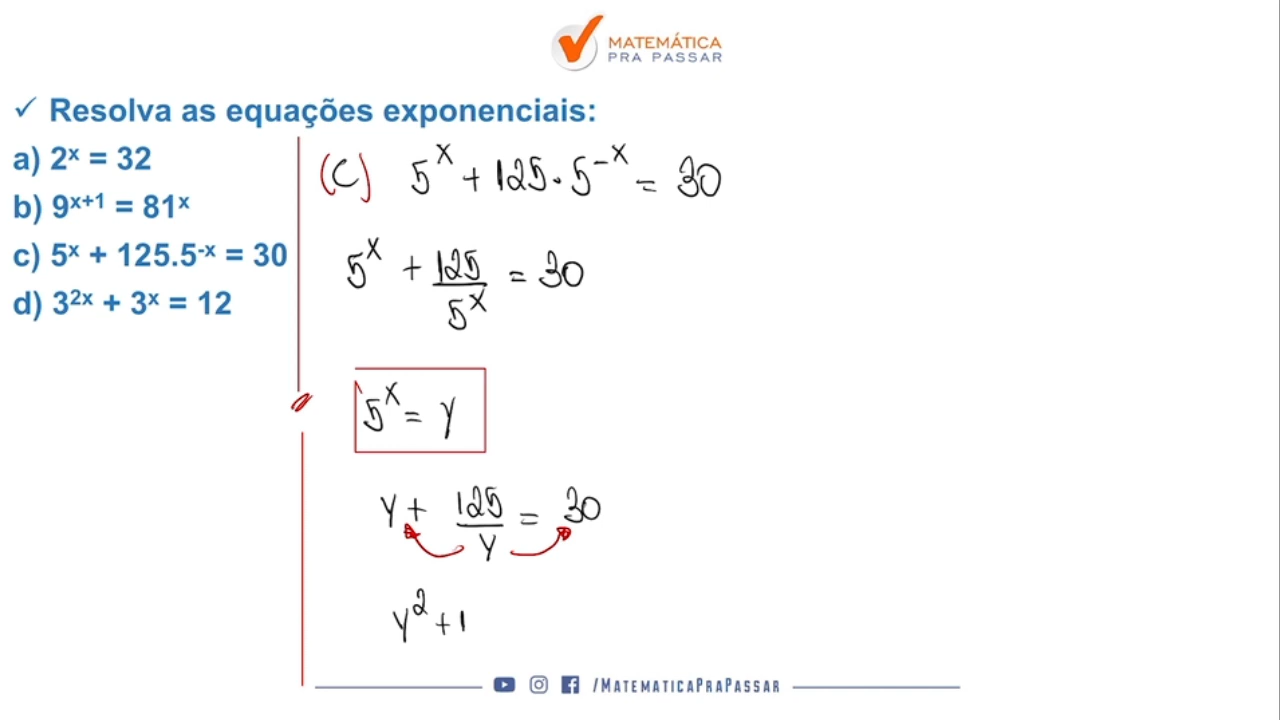 MATEMÁTICA
PRA PASSAR
✓ Resolva as equações exponenciais:
a) 2ˣ = 32
b) 9ˣ⁺¹ = 81ˣ
c) 5ˣ + 125.5⁻ˣ = 30
d) 3²ˣ + 3ˣ = 12
(C) 5ˣ + 125 · 5⁻ˣ = 30
5ˣ + 125/5ˣ = 30
5ˣ = y
y + 125/y = 30
y² + 1
/MATEMATICAPRAPASSAR